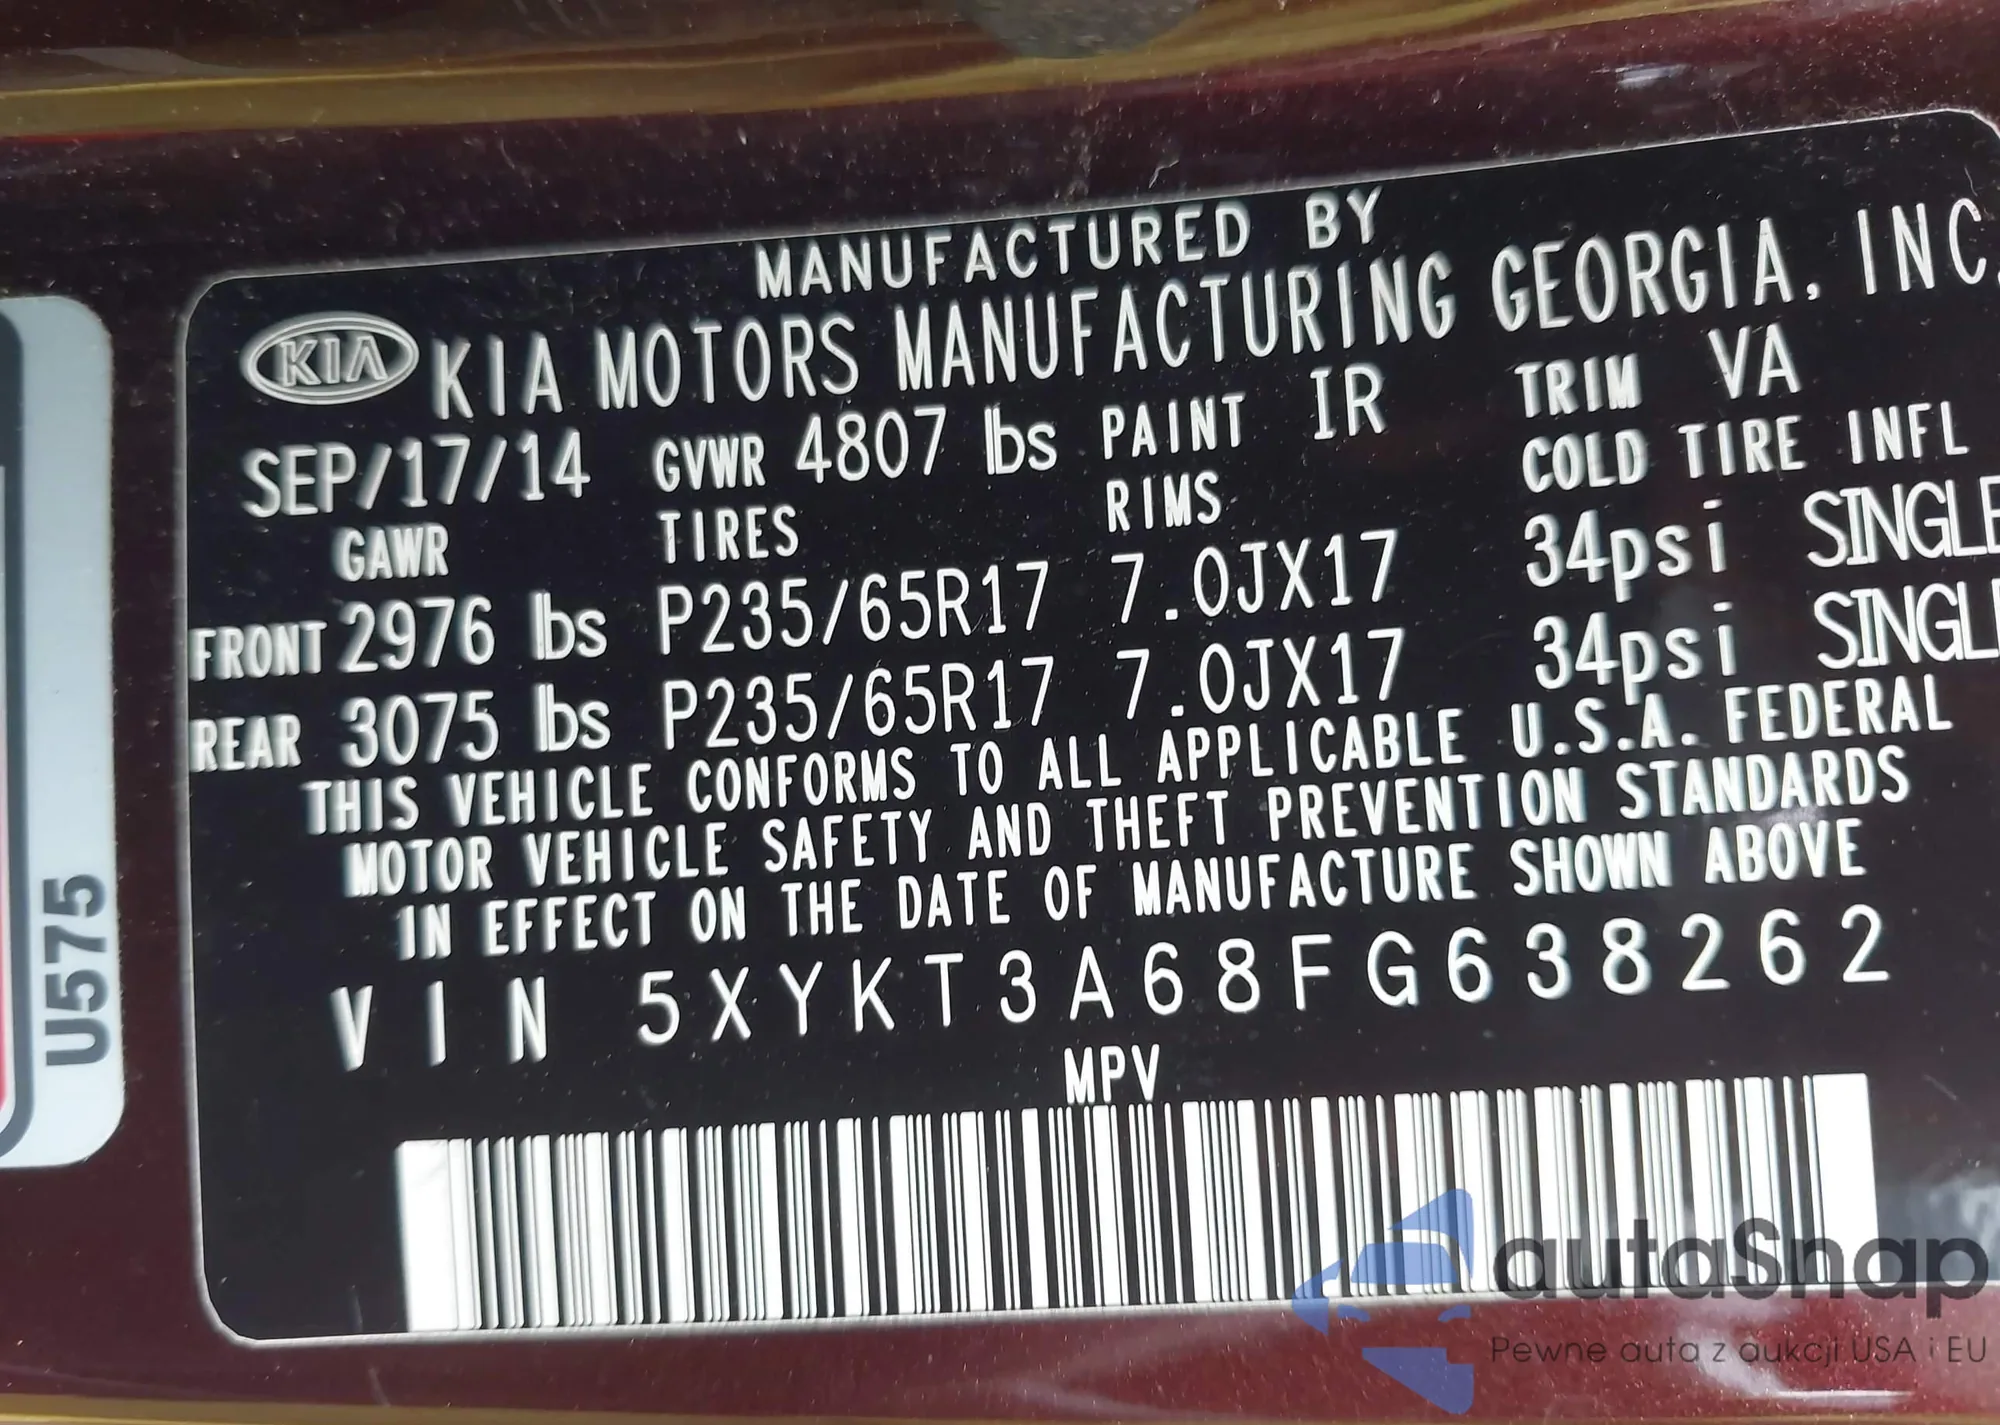 MANUFACTURED BY
KIA KIA MOTORS MANUFACTURING GEORGIA, INC.
SEP/17/14 GVWR 4807 lbs PAINT IR TRIM VA
GAWR TIRES RIMS COLD TIRE INFL
FRONT 2976 lbs P235/65R17 7.0JX17 34psi SINGLE
REAR 3075 lbs P235/65R17 7.0JX17 34psi SINGL
THIS VEHICLE CONFORMS TO ALL APPLICABLE U.S.A. FEDERAL
MOTOR VEHICLE SAFETY AND THEFT PREVENTION STANDARDS
IN EFFECT ON THE DATE OF MANUFACTURE SHOWN ABOVE
VIN 5XYKT3A68FG638262
MPV
U575
autaSnap
Pewne auta z aukcji USA i EU